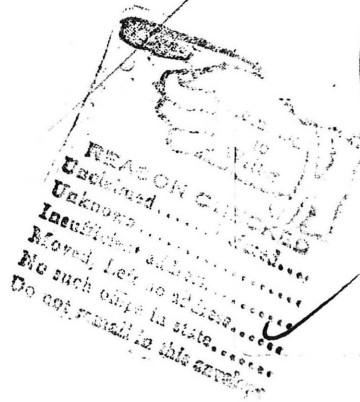 REASON CHECKED
Unclaimed........
Unknown.................
Insufficient address.......
Moved, Left no address......
No such office in state.......
Do not remail in this envelope